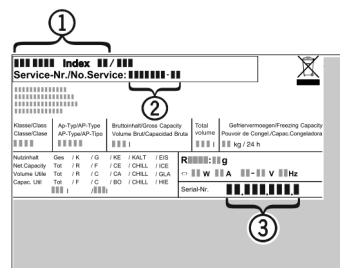 1
Index / 
Service-Nr./No.Service: -
2
Klasse/Class
Classe/Clase
Ap-Typ/AP-Type
AP-Type/AP-Tipo
Bruttoinhalt/Gross Capacity
Volume Brut/Capacidad Bruta
l
Total
volume
l
Gefriervermoegen/Freezing Capacity
Pouvoir de Congel./Capac.Congeladora
kg / 24 h
Nutzinhalt Ges / K / G / KE / KALT / EIS
Net.Capacity Tot / R / F / CE / CHILL / ICE
Volume Utile Tot / R / C / CA / CHILL / GLA
Capac. Util Tot / F / C / BO / CHILL / HIE
l / l
R : g
W A - V Hz
Serial-Nr. . . .
3